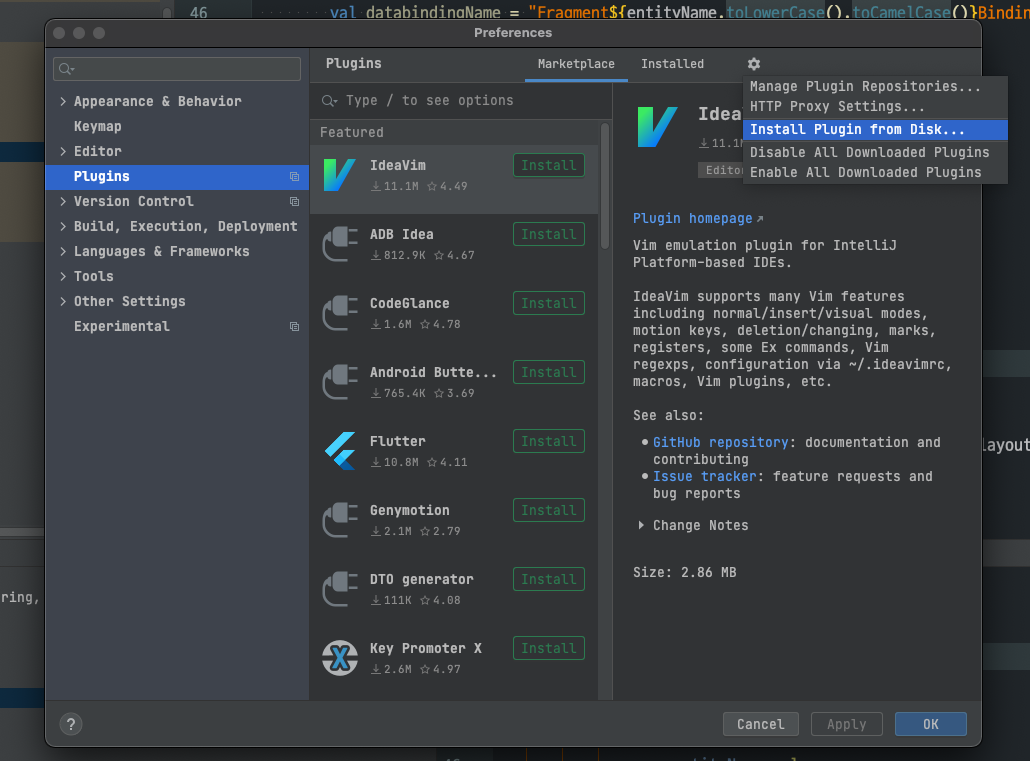 46
val databindingName = "Fragment${entityName.toLowerCase().toCamelCase()}Bindin
Preferences
Appearance & Behavior
Keymap
Editor
Plugins
Version Control
Build, Execution, Deployment
Languages & Frameworks
Tools
Other Settings
Experimental
Plugins
Marketplace
Installed
Type / to see options
Featured
IdeaVim
11.1M 4.49
Install
ADB Idea
812.9K 4.67
Install
CodeGlance
1.6M 4.78
Install
Android Butte...
765.4K 3.69
Install
Flutter
10.8M 4.11
Install
Genymotion
2.1M 2.79
Install
DTO generator
111K 4.08
Install
Key Promoter X
2.6M 4.97
Install
Manage Plugin Repositories...
HTTP Proxy Settings...
Install Plugin from Disk...
Disable All Downloaded Plugins
Enable All Downloaded Plugins
Idea
11.1
Editor
Plugin homepage
Vim emulation plugin for IntelliJ
Platform-based IDEs.
IdeaVim supports many Vim features
including normal/insert/visual modes,
motion keys, deletion/changing, marks,
registers, some Ex commands, Vim
regexps, configuration via ~/.ideavimrc,
macros, Vim plugins, etc.
See also:
GitHub repository: documentation and
contributing
Issue tracker: feature requests and
bug reports
Change Notes
Size: 2.86 MB
layout
ring,
?
Cancel
Apply
OK